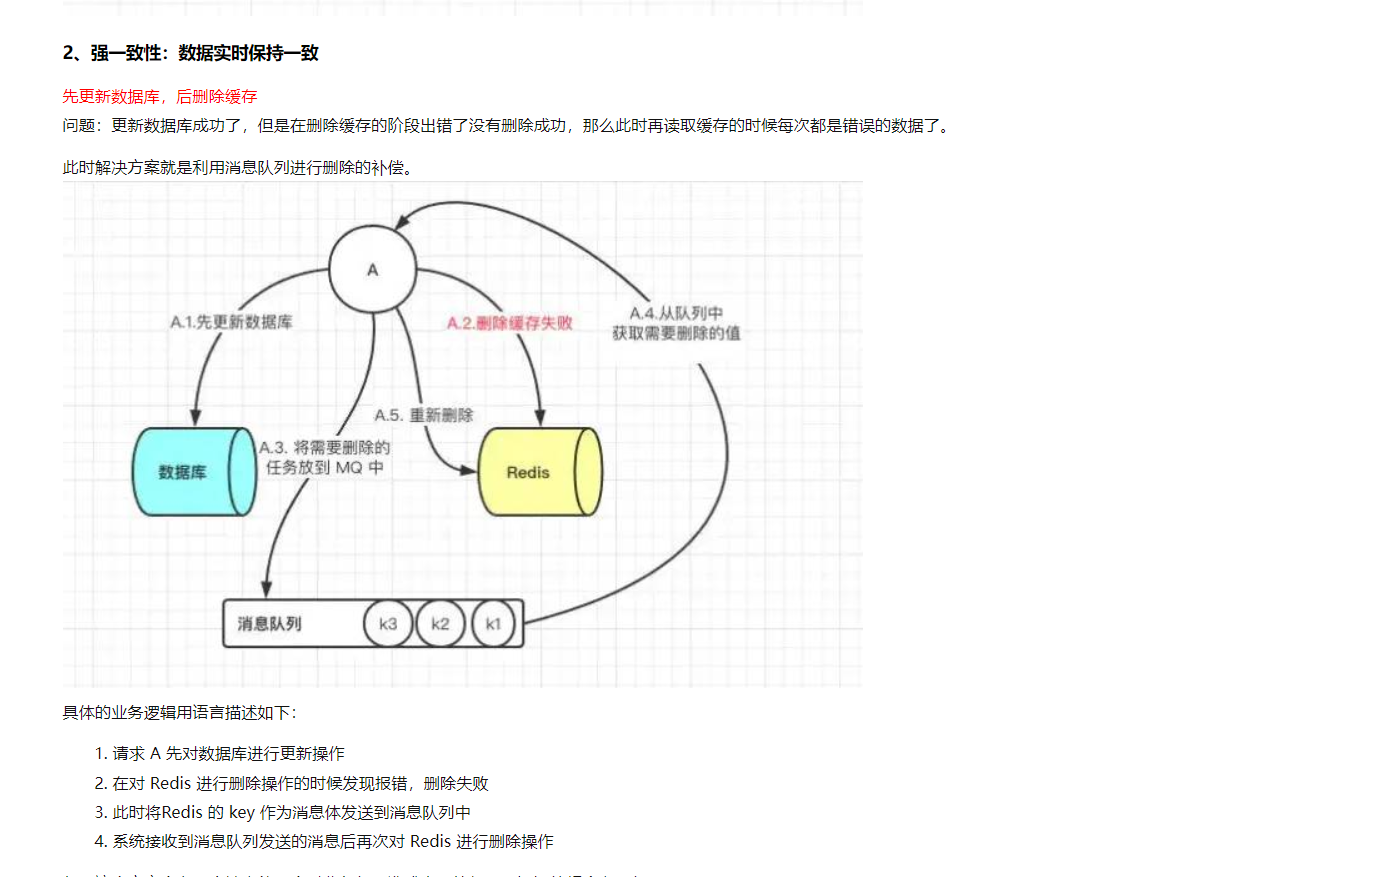 2、强一致性：数据实时保持一致
先更新数据库，后删除缓存
问题：更新数据库成功了，但是在删除缓存的阶段出错了没有删除成功，那么此时再读取缓存的时候每次都是错误的数据了。
此时解决方案就是利用消息队列进行删除的补偿。
A
A.1.先更新数据库
A.2.删除缓存失败
A.4.从队列中
获取需要删除的值
A.5. 重新删除
A.3. 将需要删除的
任务放到 MQ 中
数据库
Redis
消息队列
k3
k2
k1
具体的业务逻辑用语言描述如下：
1. 请求 A 先对数据库进行更新操作
2. 在对 Redis 进行删除操作的时候发现报错，删除失败
3. 此时将Redis 的 key 作为消息体发送到消息队列中
4. 系统接收到消息队列发送的消息后再次对 Redis 进行删除操作